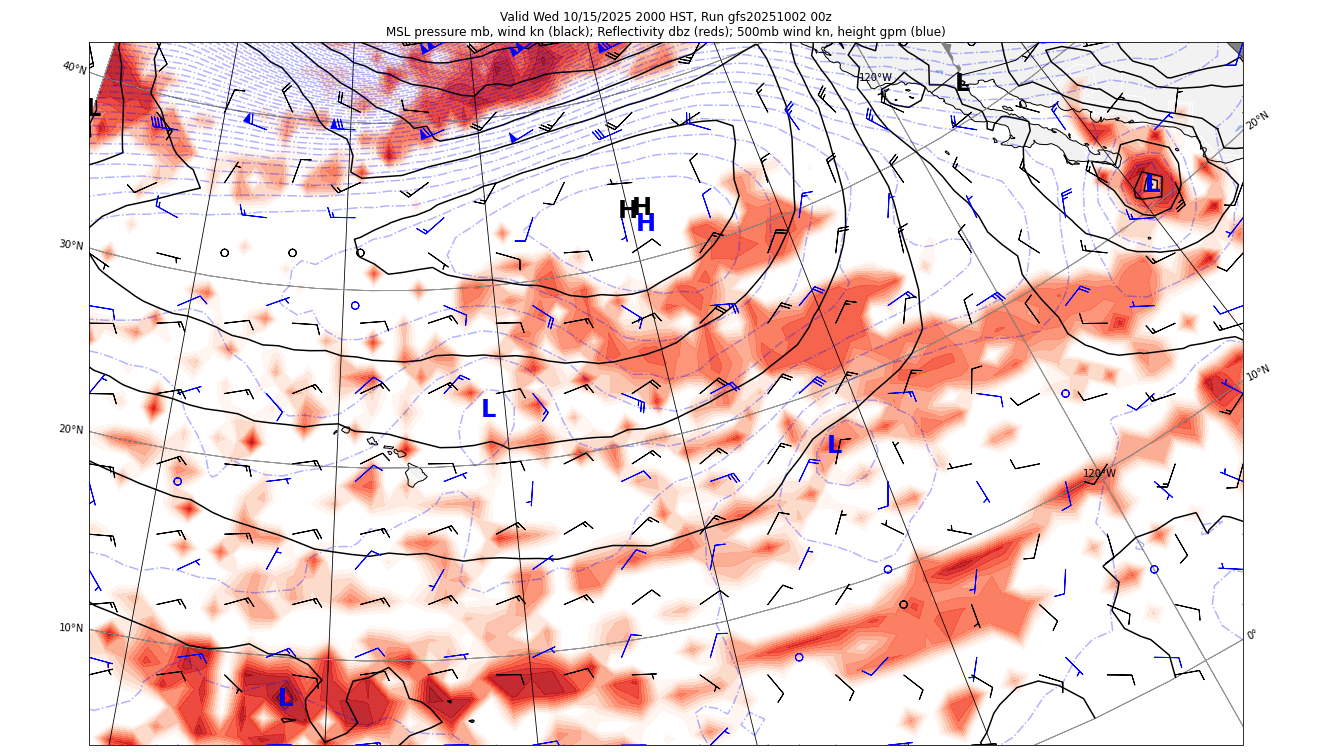 Valid Wed 10/15/2025 2000 HST, Run gfs20251002 00z
MSL pressure mb, wind kn (black); Reflectivity dbz (reds); 500mb wind kn, height gpm (blue)
40°N
120°W
L
L
20°N
L
H
H
H
30°N
10°N
L
20°N
L
120°W
10°N
0°
L